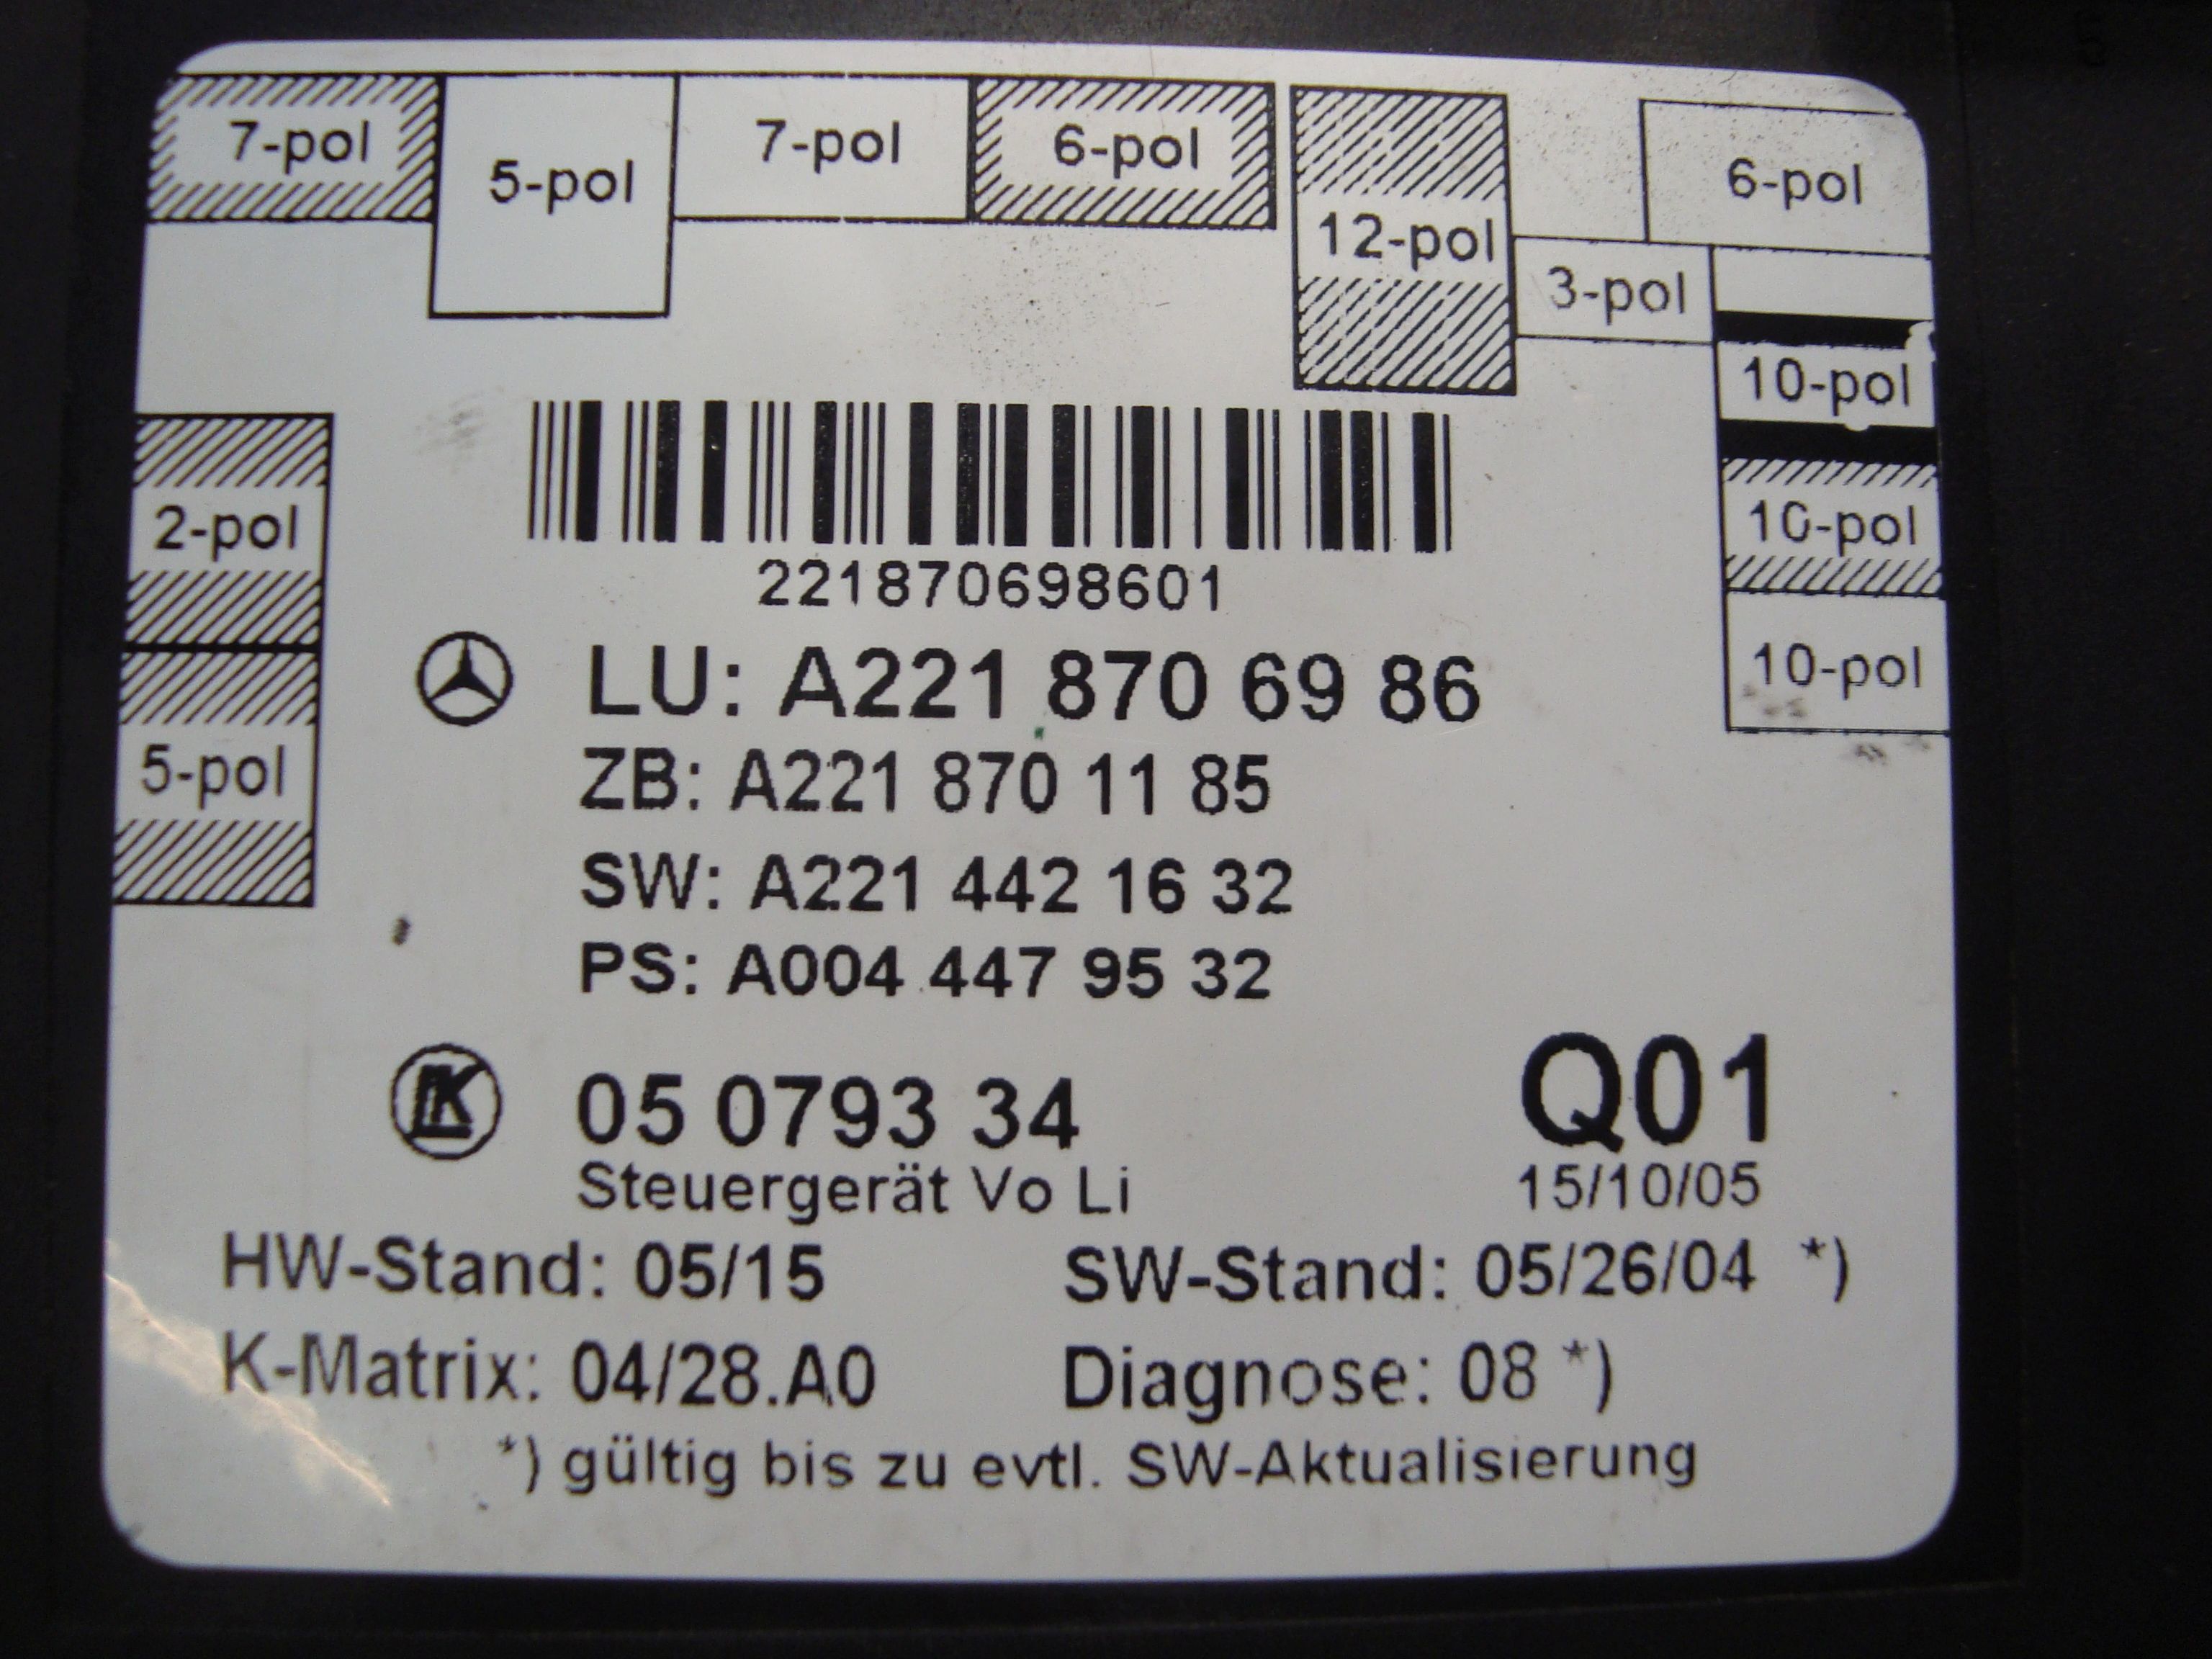 7-pol 5-pol 7-pol 6-pol 12-pol 6-pol
3-pol
10-pol
2-pol 10-pol
221870698601
LU: A221 870 69 86 10-pol
5-pol ZB: A221 870 11 85
SW: A221 442 16 32
PS: A004 447 95 32
LK 05 0793 34 Q01
Steuergerät Vo Li 15/10/05
HW-Stand: 05/15 SW-Stand: 05/26/04 *)
K-Matrix: 04/28.A0 Diagnose: 08 *)
*) gültig bis zu evtl. SW-Aktualisierung